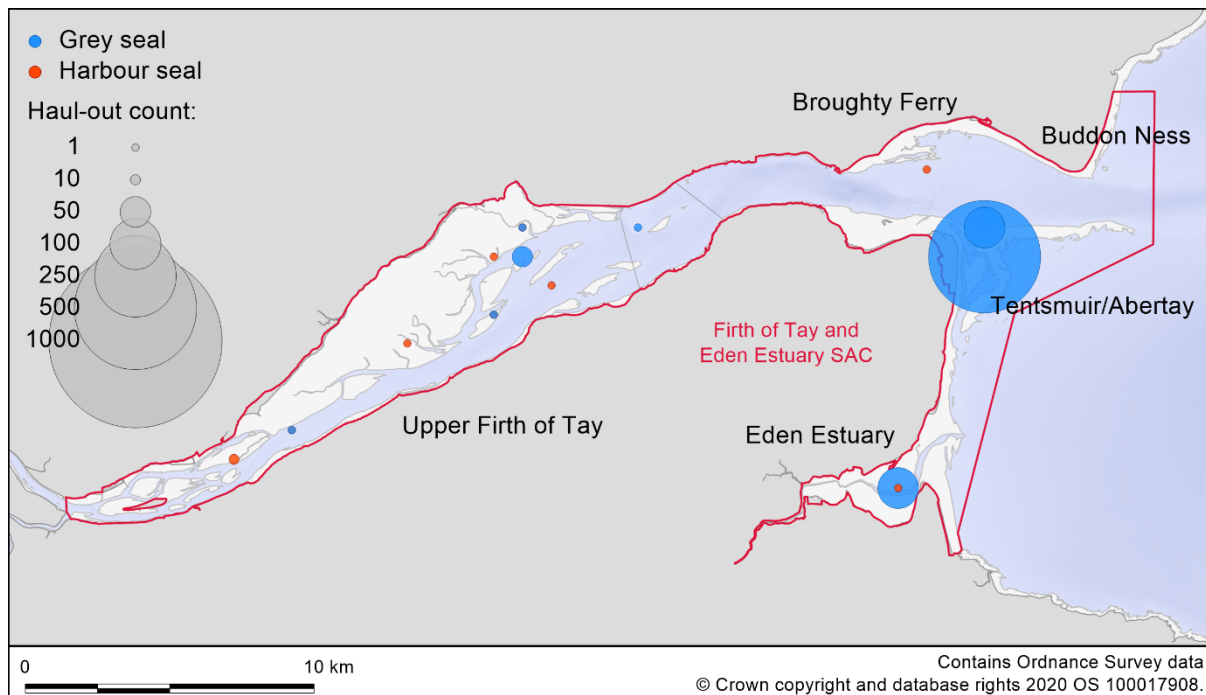 Grey seal
Harbour seal
Haul-out count:
1
10
50
100
250
500
1000
Broughty Ferry
Buddon Ness
Tentsmuir/Abertay
Firth of Tay and
Eden Estuary SAC
Upper Firth of Tay
Eden Estuary
0 10 km
Contains Ordnance Survey data
© Crown copyright and database rights 2020 OS 100017908.